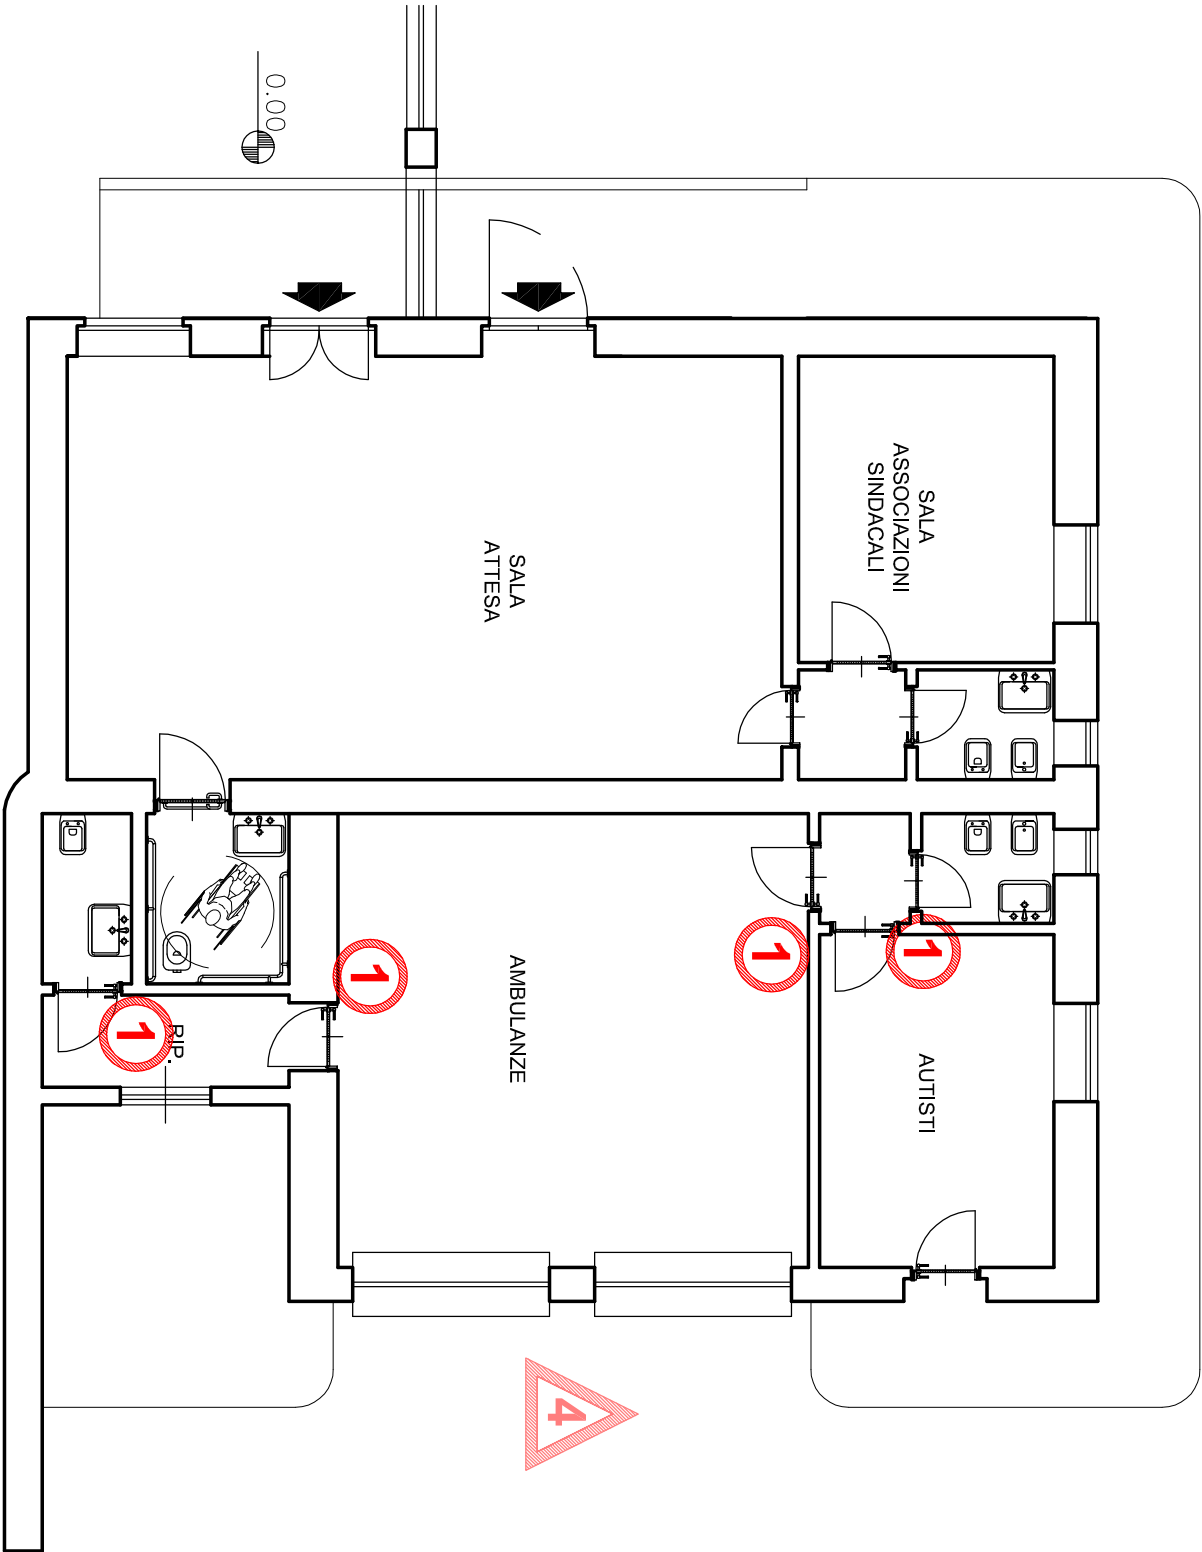 0.00
SALA
ASSOCIAZIONI
SINDACALI
SALA
ATTESA
AMBULANZE
AUTISTI
RIP.
1
1
1
1
4